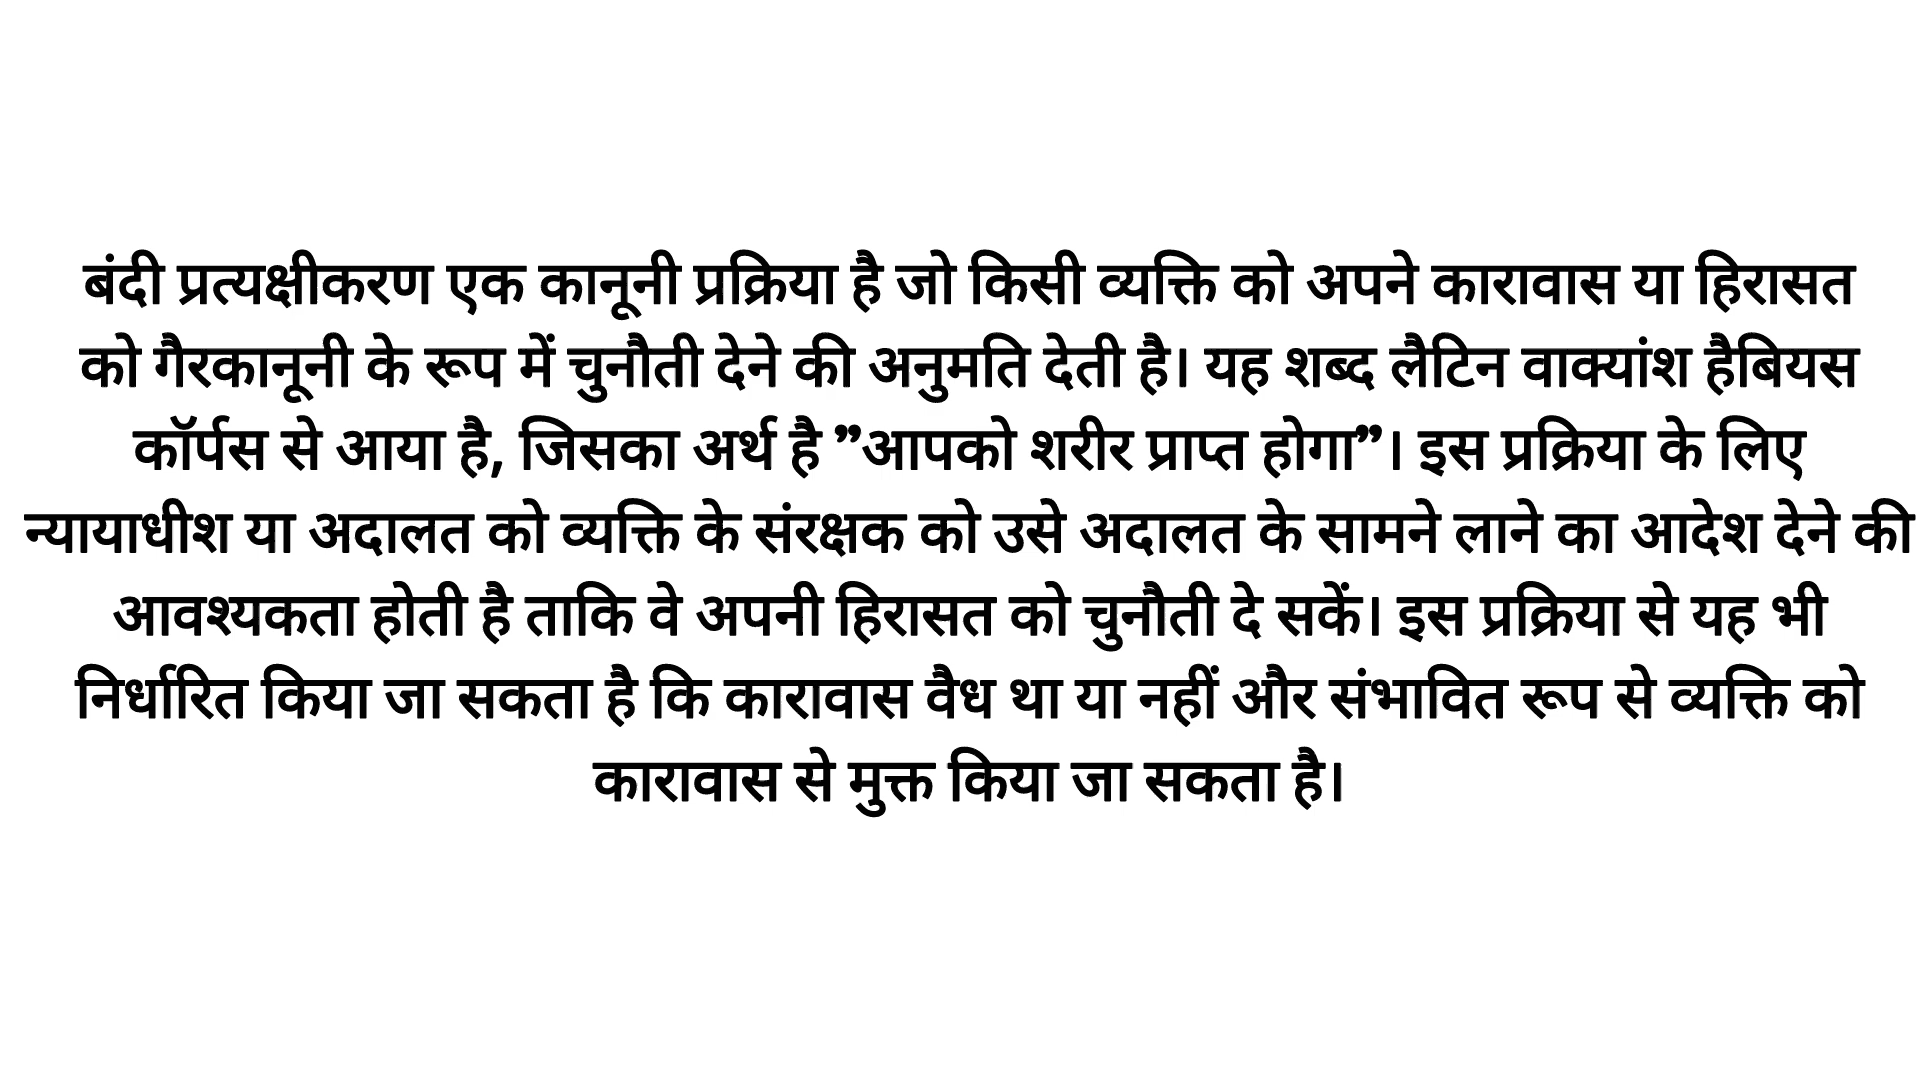 बंदी प्रत्यक्षीकरण एक कानूनी प्रक्रिया है जो किसी व्यक्ति को अपने कारावास या हिरासत
को गैरकानूनी के रूप में चुनौती देने की अनुमति देती है। यह शब्द लैटिन वाक्यांश हैबियस
कॉर्पस से आया है, जिसका अर्थ है ”आपको शरीर प्राप्त होगा”। इस प्रक्रिया के लिए
न्यायाधीश या अदालत को व्यक्ति के संरक्षक को उसे अदालत के सामने लाने का आदेश देने की
आवश्यकता होती है ताकि वे अपनी हिरासत को चुनौती दे सकें। इस प्रक्रिया से यह भी
निर्धारित किया जा सकता है कि कारावास वैध था या नहीं और संभावित रूप से व्यक्ति को
कारावास से मुक्त किया जा सकता है।